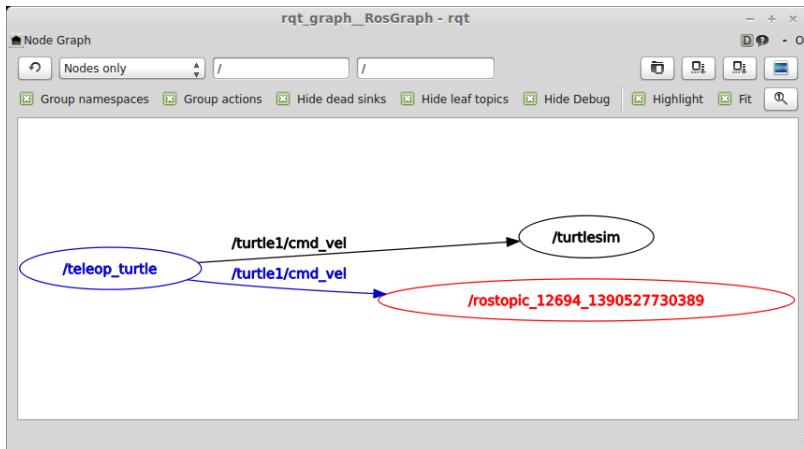 rqt_graph__RosGraph - rqt
Node Graph
D - O
Nodes only / /
Group namespaces Group actions Hide dead sinks Hide leaf topics Hide Debug Highlight Fit
/turtle1/cmd_vel
/turtlesim
/teleop_turtle
/turtle1/cmd_vel
/rostopic_12694_1390527730389